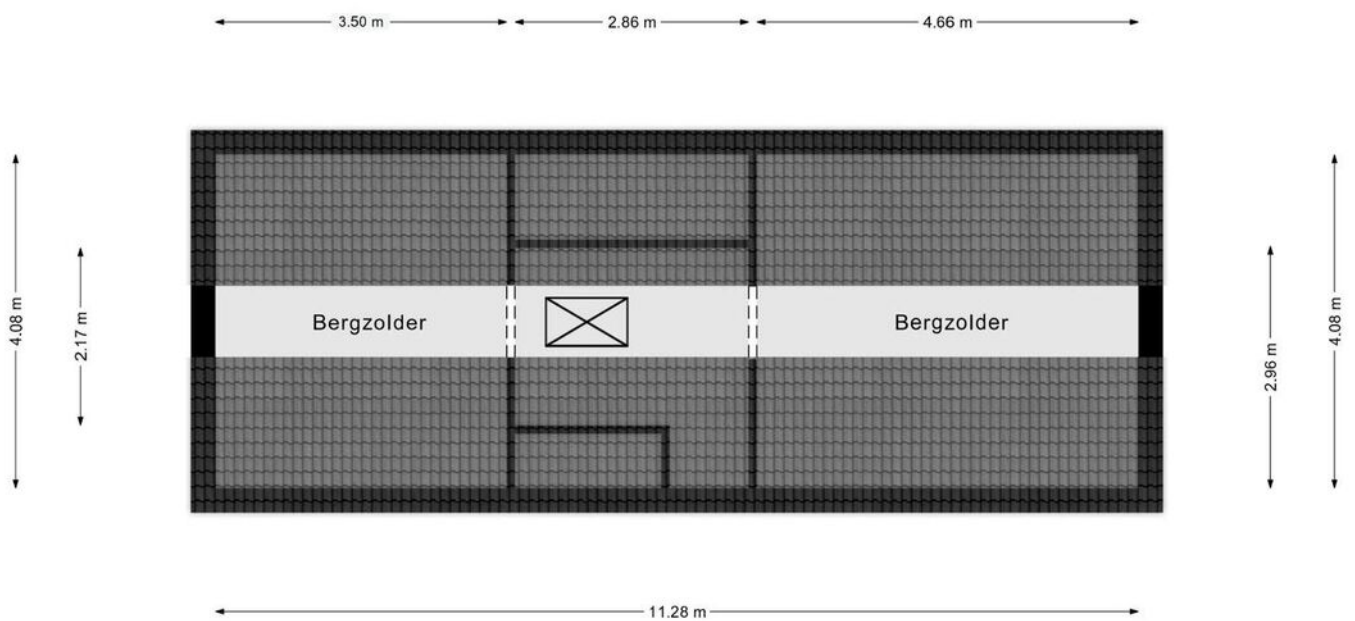 3.50 m
2.86 m
4.66 m
4.08 m
2.17 m
Bergzolder
Bergzolder
2.96 m
4.08 m
11.28 m